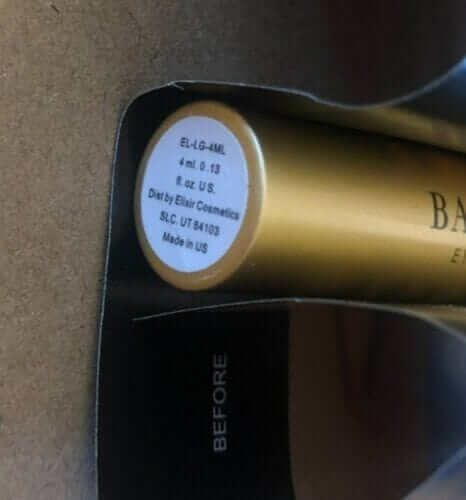 EL-LG-4ML
4 ml. 0.13
fl. oz. U S.
Dist by Elixir Cosmetics
SLC. UT 84103
Made in US
BA
E
BEFORE